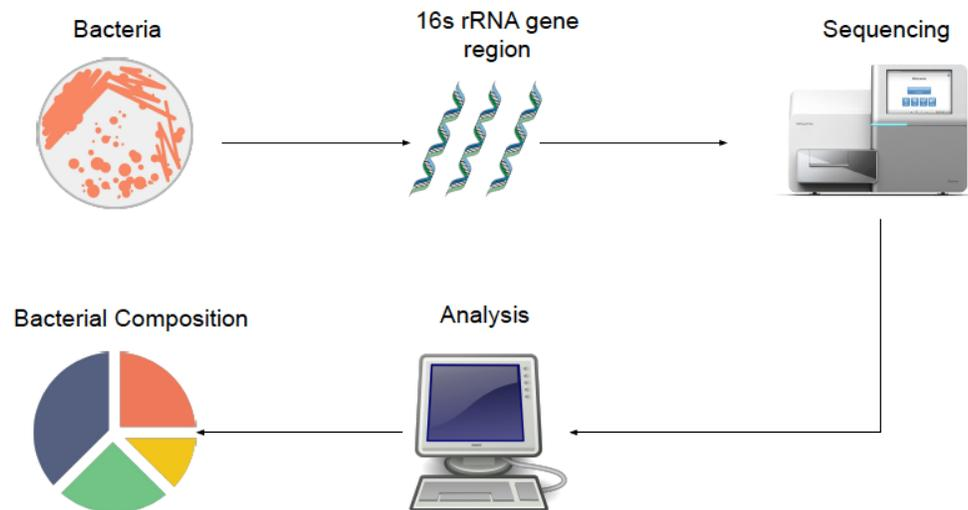 Bacteria
16s rRNA gene
region
Sequencing
Bacterial Composition
Analysis